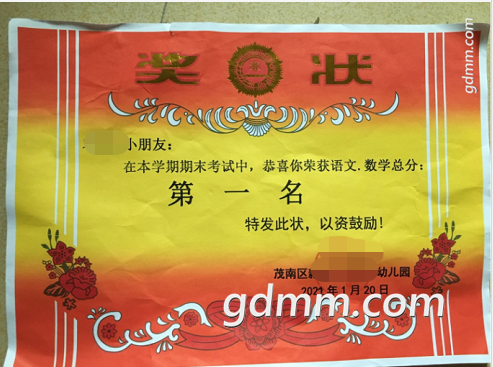 gdmm.com
奖状
小朋友：
在本学期期末考试中，恭喜你荣获语文.数学总分：
第一名
特发此状，以资鼓励！
茂南区 幼儿园
2021年1月20日
gdmm.com